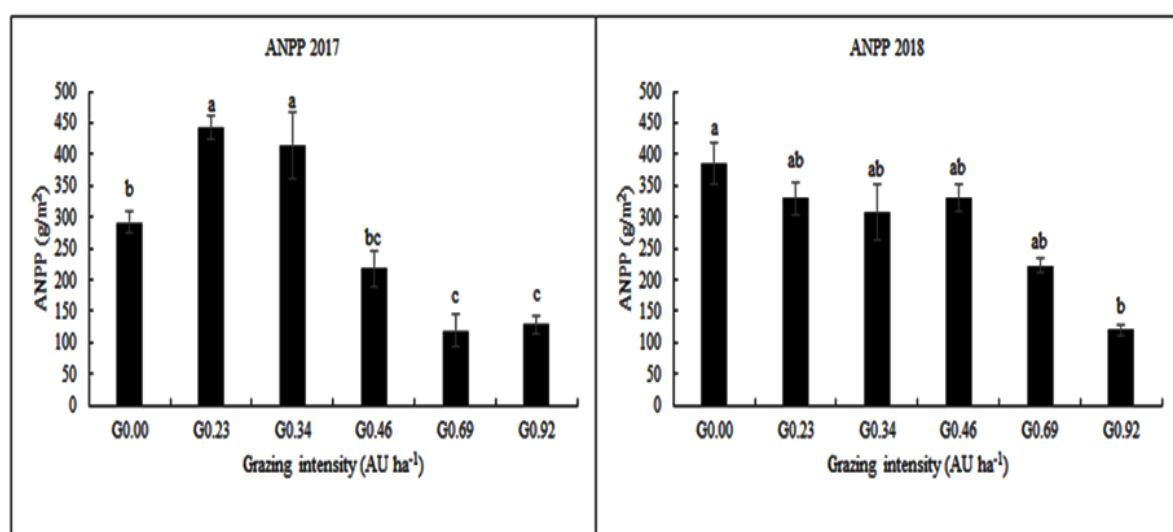 ANPP 2017
ANPP (g/m²)
500
450
400
350
300
250
200
150
100
50
0
b
a
a
bc
c
c
G0.00 G0.23 G0.34 G0.46 G0.69 G0.92
Grazing intensity (AU ha⁻¹)
ANPP 2018
ANPP (g/m²)
500
450
400
350
300
250
200
150
100
50
0
a
ab
ab
ab
ab
b
G0.00 G0.23 G0.34 G0.46 G0.69 G0.92
Grazing intensity (AU ha⁻¹)